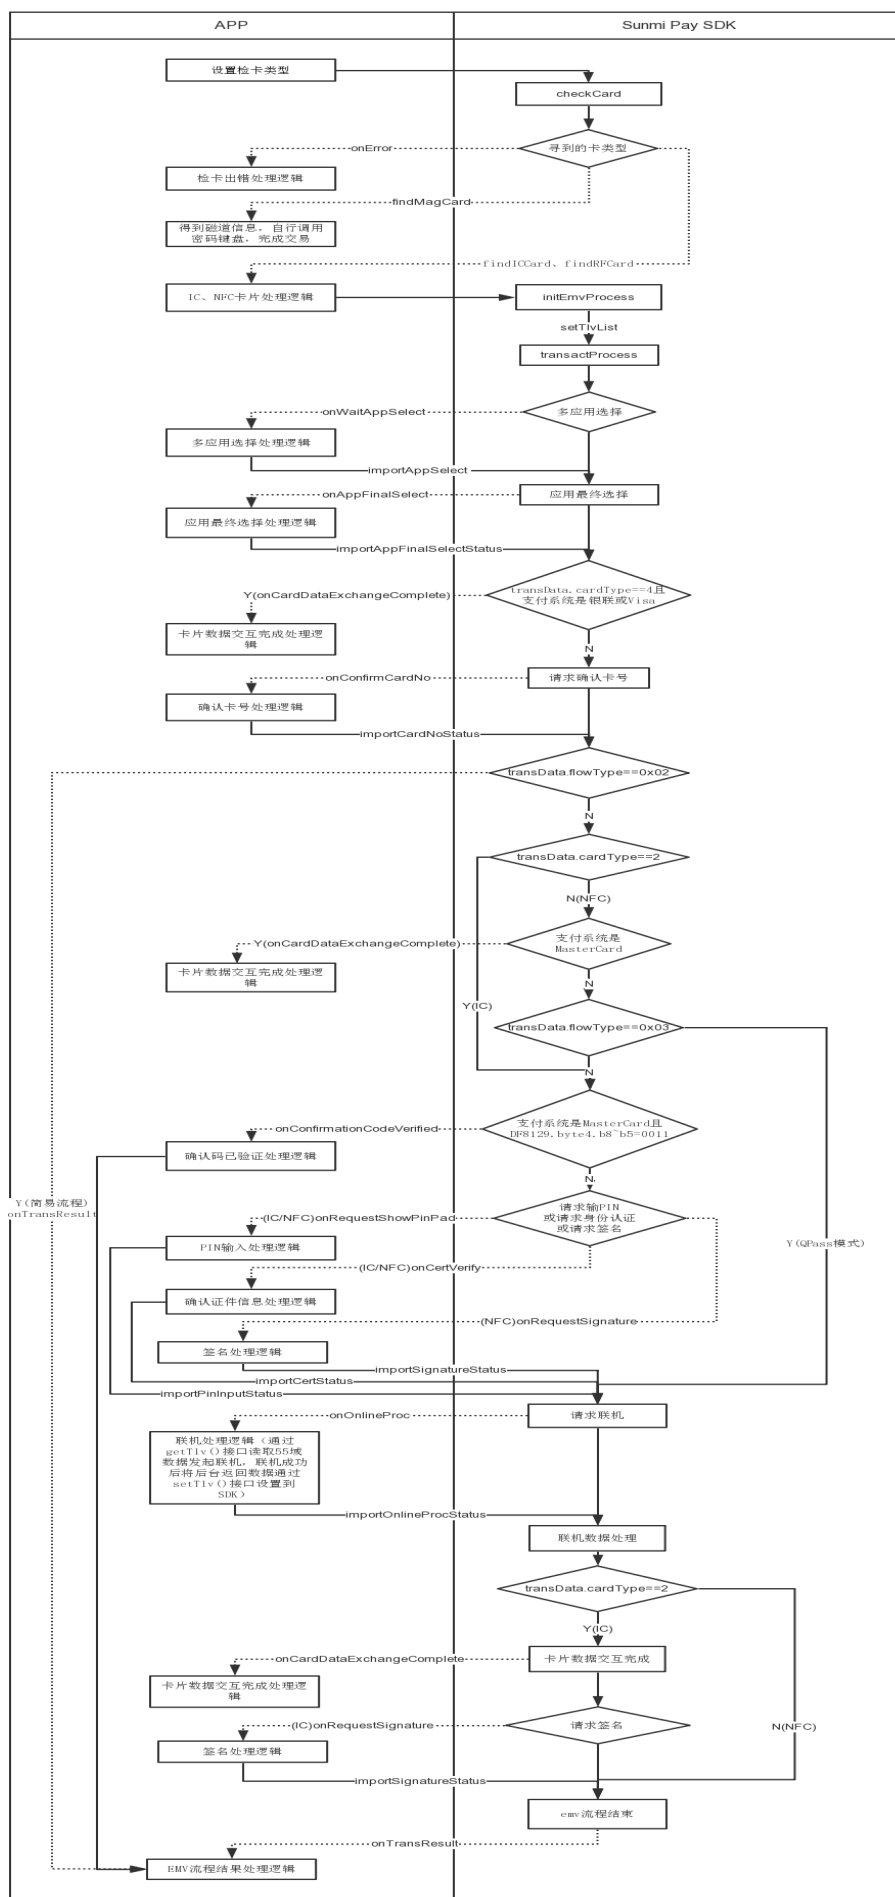 APP
Sunmi Pay SDK
设置检卡类型
checkCard
寻到的卡类型
onError
检卡出错处理逻辑
findMagCard
得到磁道信息，自行调用
密码键盘，完成交易
findICCard、findRFCard
IC、NFC卡片处理逻辑
initEmvProcess
setTlvList
transactProcess
onWaitAppSelect
多应用选择
多应用选择处理逻辑
importAppSelect
onAppFinalSelect
应用最终选择
应用最终选择处理逻辑
importAppFinalSelectStatus
transData.cardType==4且
支付系统是银联或Visa
Y(onCardDataExchangeComplete)
卡片数据交互完成处理逻
辑
N
onConfirmCardNo
请求确认卡号
确认卡号处理逻辑
importCardNoStatus
transData.flowType==0x02
N
transData.cardType==2
N(NFC)
支付系统是
MasterCard
Y(onCardDataExchangeComplete)
卡片数据交互完成处理逻
辑
N
Y(IC)
transData.flowType==0x03
N
支付系统是MasterCard且
DF8129.byte4.b8~b5=0011
onConfirmationCodeVerified
确认码已验证处理逻辑
N
Y(简易流程)
onTransResult
请求输PIN
或请求身份认证
或请求签名
(IC/NFC)onRequestShowPinPad
PIN输入处理逻辑
Y(QPass模式)
(IC/NFC)onCertVerify
确认证件信息处理逻辑
(NFC)onRequestSignature
签名处理逻辑
importSignatureStatus
importCertStatus
importPinInputStatus
onOnlineProc
请求联机
联机处理逻辑（通过
getTlv()接口读取55域
数据发起联机，联机成功
后将后台返回数据通过
setTlv()接口设置到
SDK）
importOnlineProcStatus
联机数据处理
transData.cardType==2
Y(IC)
onCardDataExchangeComplete
卡片数据交互完成
卡片数据交互完成处理逻
辑
(IC)onRequestSignature
请求签名
N(NFC)
签名处理逻辑
importSignatureStatus
emv流程结束
onTransResult
EMV流程结果处理逻辑